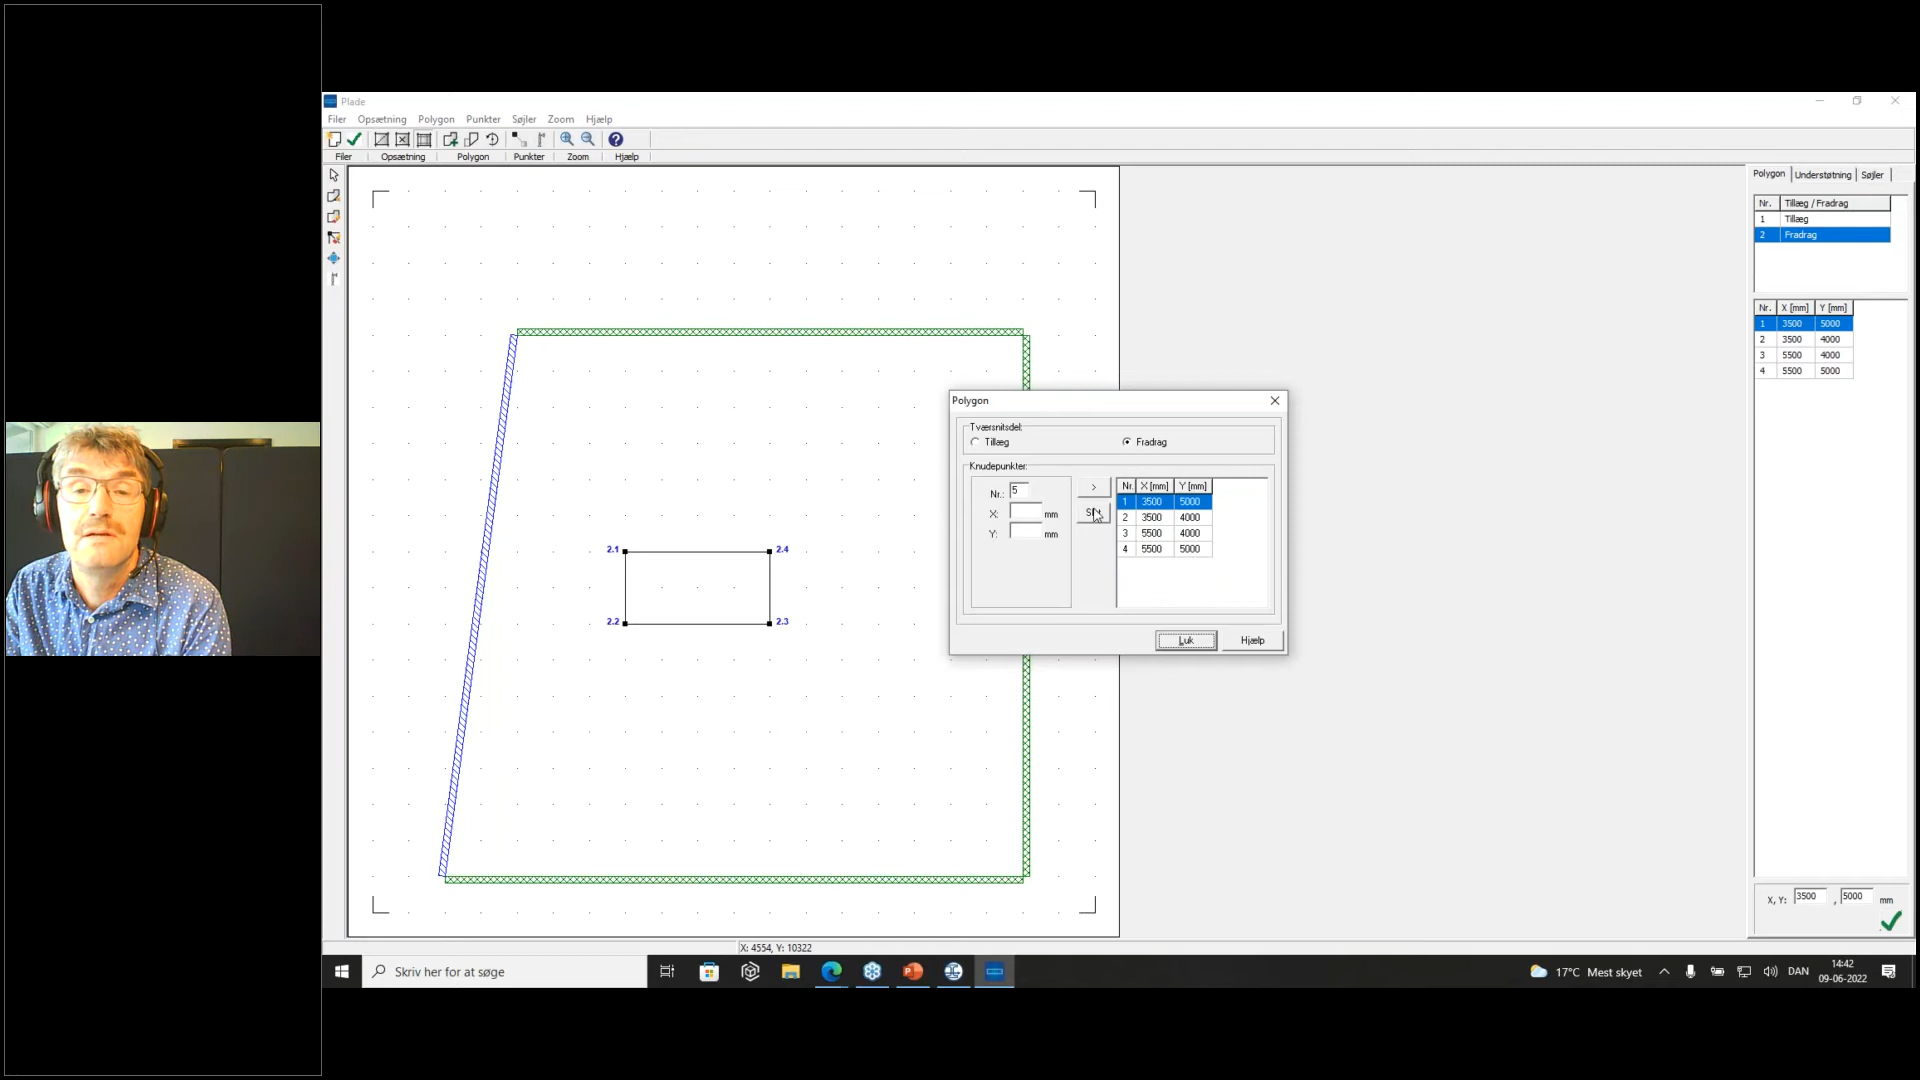 Plade
Filer Opsætning Polygon Punkter Søjler Zoom Hjælp
Filer Opsætning Polygon Punkter Zoom Hjælp
Polygon Understøtning Søjler
Nr. Tillæg / Fradrag
1 Tillæg
2 Fradrag
Nr. X [mm] Y [mm]
1 3500 5000
2 3500 4000
3 5500 4000
4 5500 5000
X, Y: 3500 , 5000 mm
2.1 2.4
2.2 2.3
Polygon
Tværsnitsdel:
Tillæg Fradrag
Knudepunkter:
Nr.: 5
X: mm
Y: mm
>
Nr. X [mm] Y [mm]
1 3500 5000
2 3500 4000
3 5500 4000
4 5500 5000
Luk Hjælp
X: 4554, Y: 10322
Skriv her for at søge
17°C Mest skyet
DAN
14:42
09-06-2022